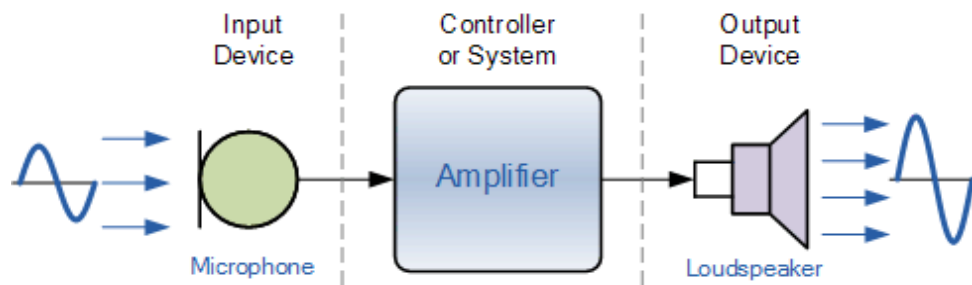 Input
Device
Controller
or System
Output
Device
Amplifier
Microphone
Loudspeaker